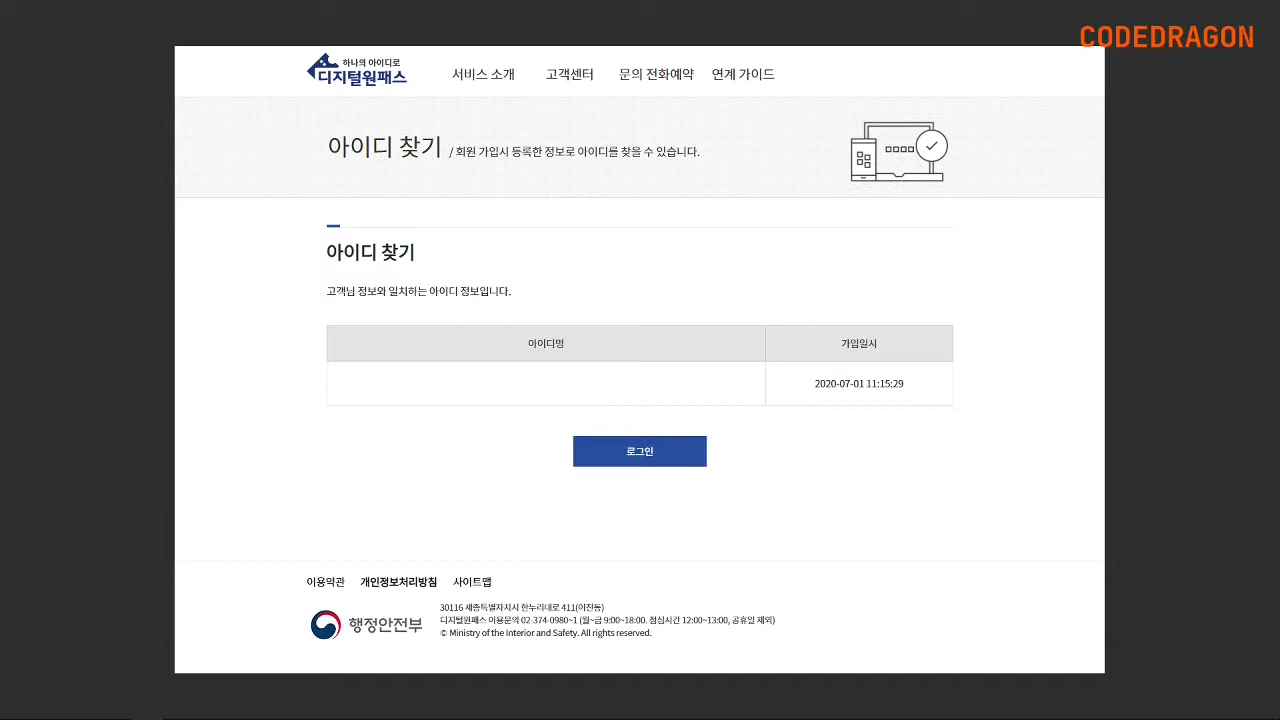 CODEDRAGON
하나의 아이디로
디지털원패스
서비스 소개 고객센터 문의 전화예약 연계 가이드
아이디 찾기 / 회원 가입시 등록한 정보로 아이디를 찾을 수 있습니다.
아이디 찾기
고객님 정보와 일치하는 아이디 정보입니다.
아이디명 가입일시
2020-07-01 11:15:29
로그인
이용약관 개인정보처리방침 사이트맵
행정안전부
30116 세종특별자치시 한누리대로 411(어진동)
디지털원패스 이용문의 02-374-0980~1 (월~금 9:00~18:00. 점심시간 12:00~13:00, 공휴일 제외)
© Ministry of the Interior and Safety. All rights reserved.